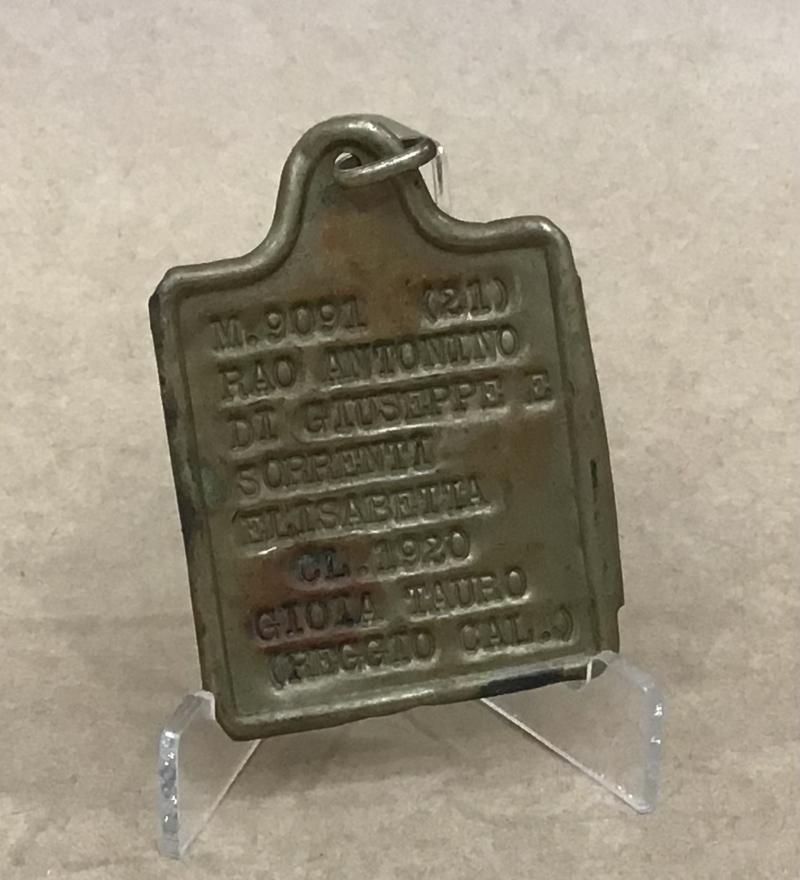 M.9091 (21)
RAO ANTONINO
DI GIUSEPPE E
SORRENTI
ELISABETTA
CL.1920
GIOIA TAURO
(REGGIO CAL.)